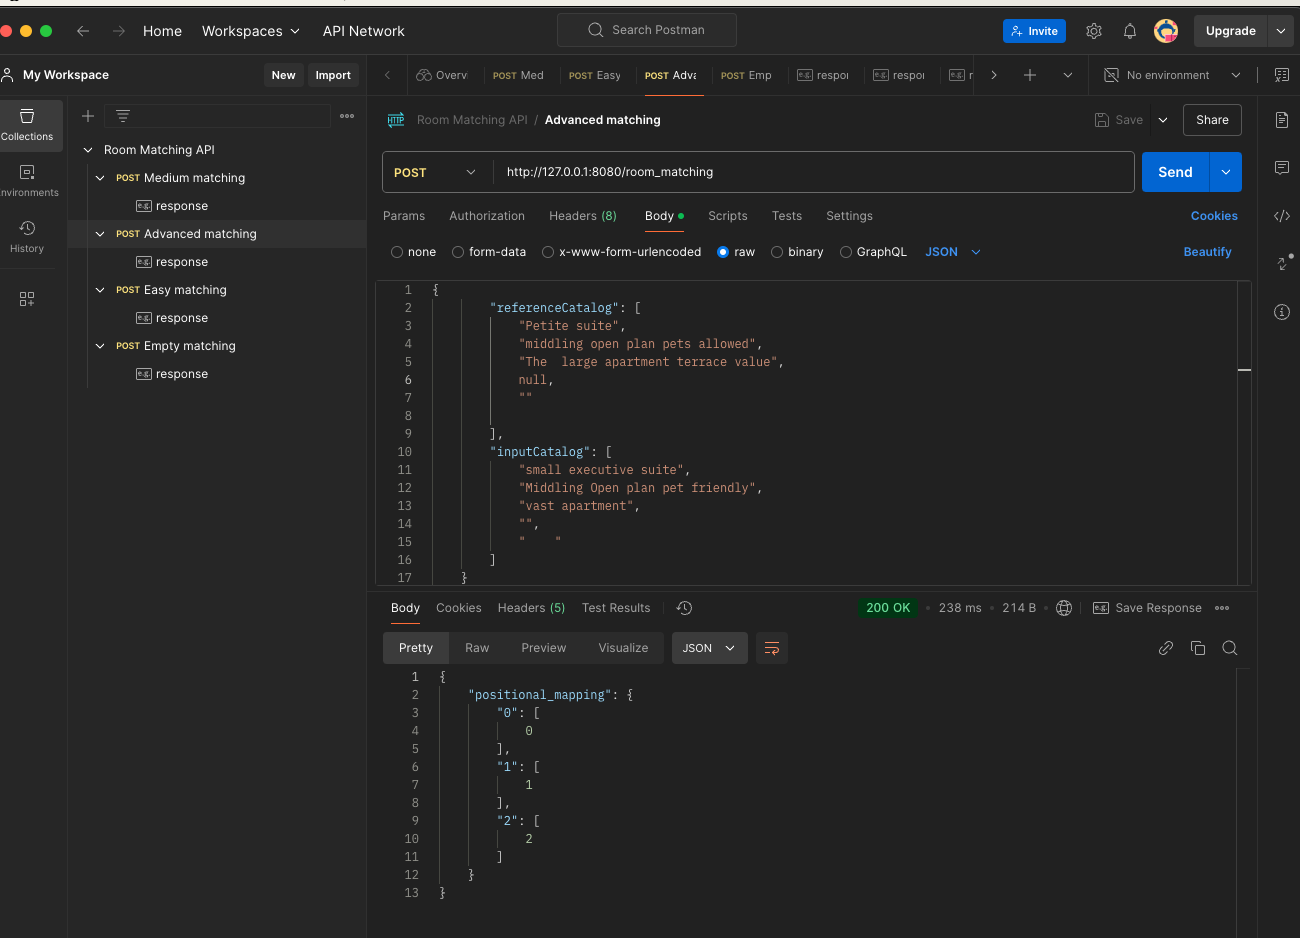 Home Workspaces API Network Search Postman Invite Upgrade
My Workspace New Import
Overv POST Med POST Easy POST Adva POST Emp respon respon r No environment
Collections
nvironments
History
Room Matching API
POST Medium matching
response
POST Advanced matching
response
POST Easy matching
response
POST Empty matching
response
HTTP Room Matching API / Advanced matching Save Share
POST http://127.0.0.1:8080/room_matching Send
Params Authorization Headers (8) Body Scripts Tests Settings Cookies
none form-data x-www-form-urlencoded raw binary GraphQL JSON Beautify
1 {
2 "referenceCatalog": [
3 "Petite suite",
4 "middling open plan pets allowed",
5 "The  large apartment terrace value",
6 null,
7 ""
8
9 ],
10 "inputCatalog": [
11 "small executive suite",
12 "Middling Open plan pet friendly",
13 "vast apartment",
14 "",
15 "    "
16 ]
17 }
Body Cookies Headers (5) Test Results 200 OK 238 ms 214 B e.g. Save Response
Pretty Raw Preview Visualize JSON
1 {
2 "positional_mapping": {
3 "0": [
4 0
5 ],
6 "1": [
7 1
8 ],
9 "2": [
10 2
11 ]
12 }
13 }